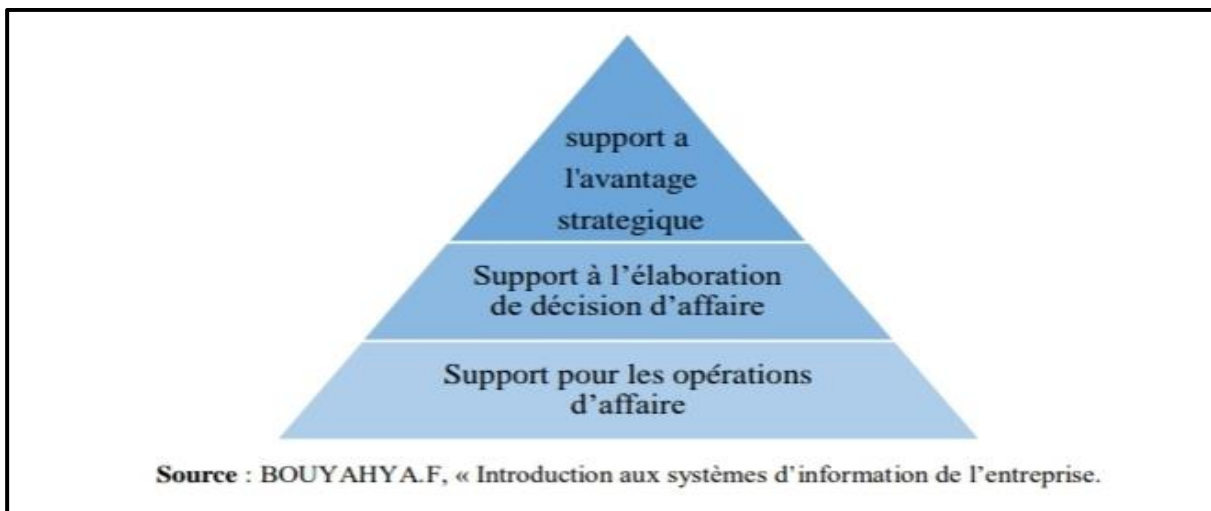 support a
l'avantage
strategique
Support à l’élaboration
de décision d’affaire
Support pour les opérations
d’affaire
Source : BOUYAHYA.F, « Introduction aux systèmes d’information de l’entreprise.